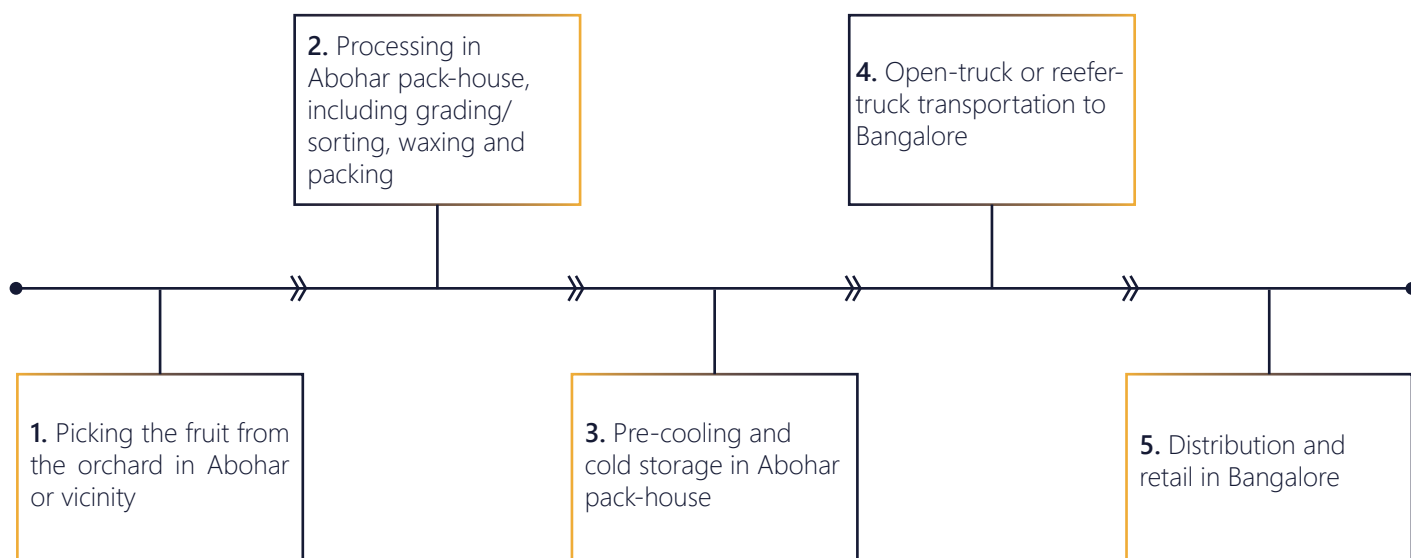 1. Picking the fruit from
the orchard in Abohar
or vicinity
2. Processing in
Abohar pack-house,
including grading/
sorting, waxing and
packing
3. Pre-cooling and
cold storage in Abohar
pack-house
4. Open-truck or reefer-
truck transportation to
Bangalore
5. Distribution and
retail in Bangalore